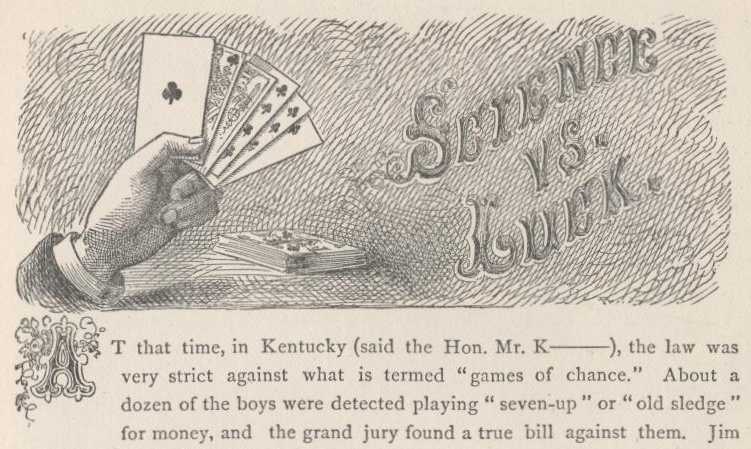 SCIENCE
VS.
LUCK.
AT that time, in Kentucky (said the Hon. Mr. K———), the law was
very strict against what is termed “games of chance.” About a
dozen of the boys were detected playing “ seven-up ” or “ old sledge ”
for money, and the grand jury found a true bill against them. Jim